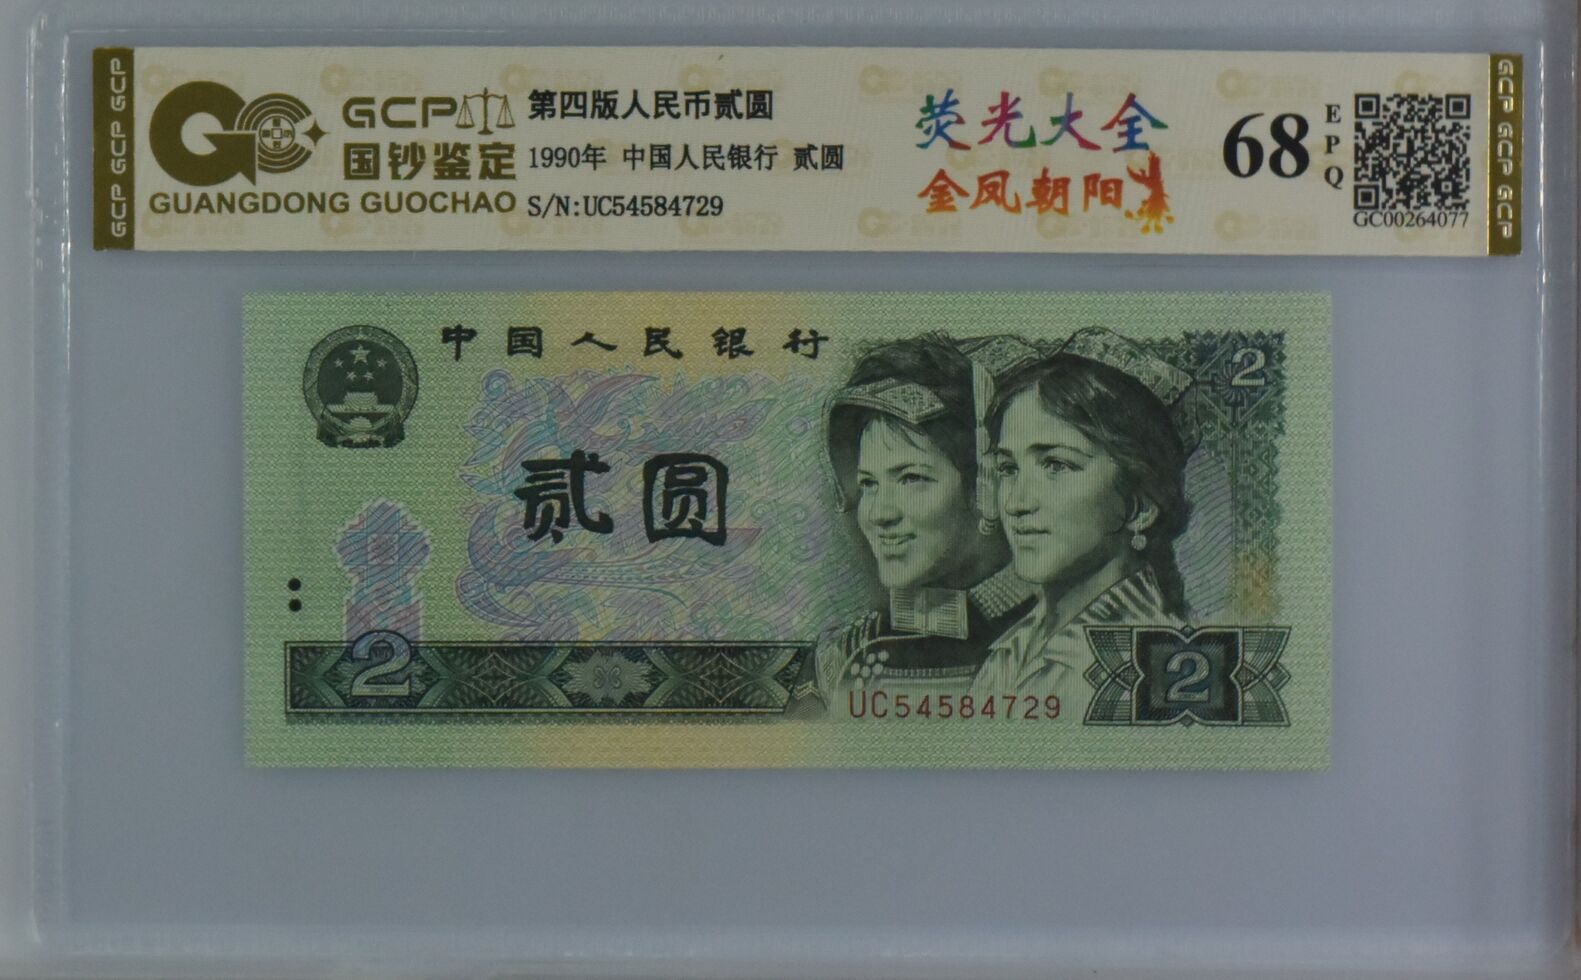 GCP GCP GCP
GCP
国钞鉴定
GUANGDONG GUOCHAO
第四版人民币贰圆
1990年 中国人民银行 贰圆
S/N:UC54584729
荧光大全
金凤朝阳
68
EPQ
GC00264077
GCP GCP GCP
中国人民银行
2
贰圆
2
2
UC54584729